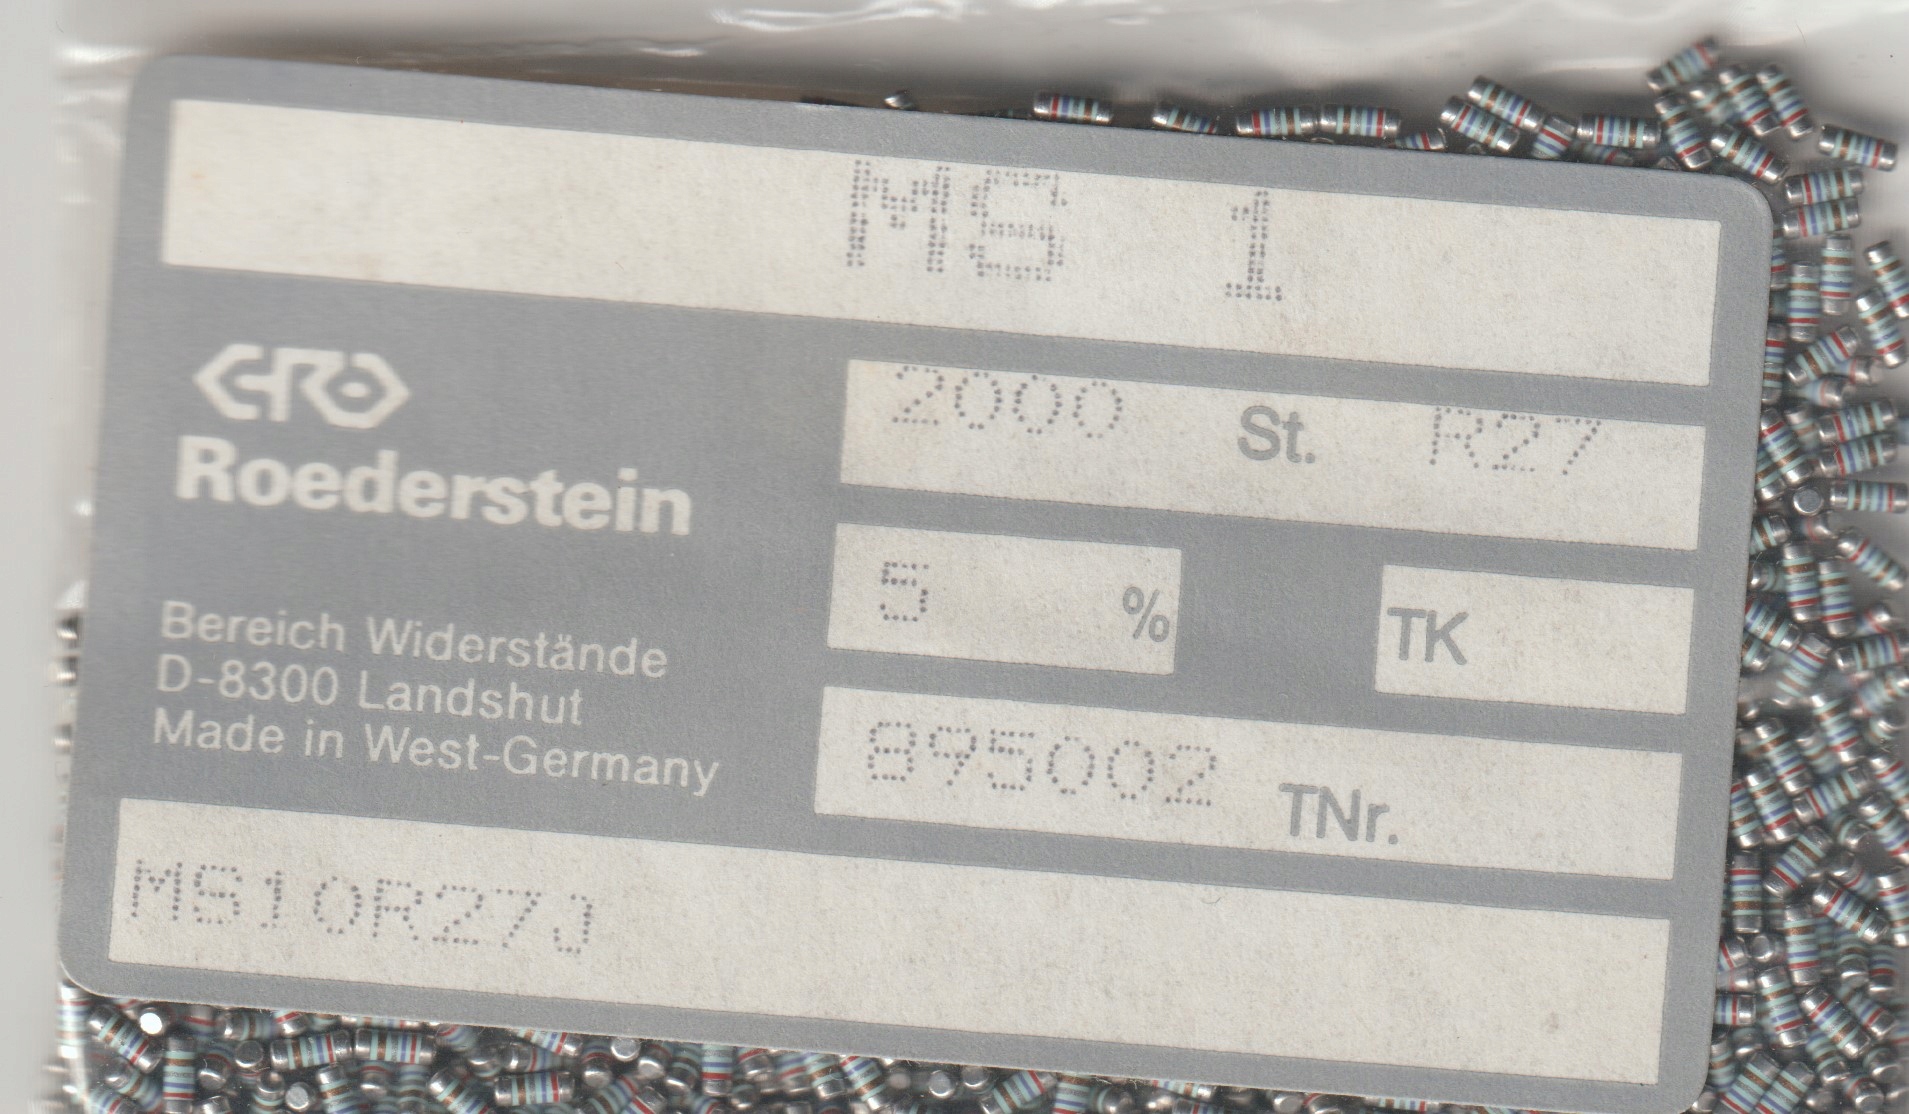 MS 1
ERO
Roederstein
2000 St. R27
5 % TK
Bereich Widerstände
D-8300 Landshut
Made in West-Germany
895002 TNr.
MS10R27J